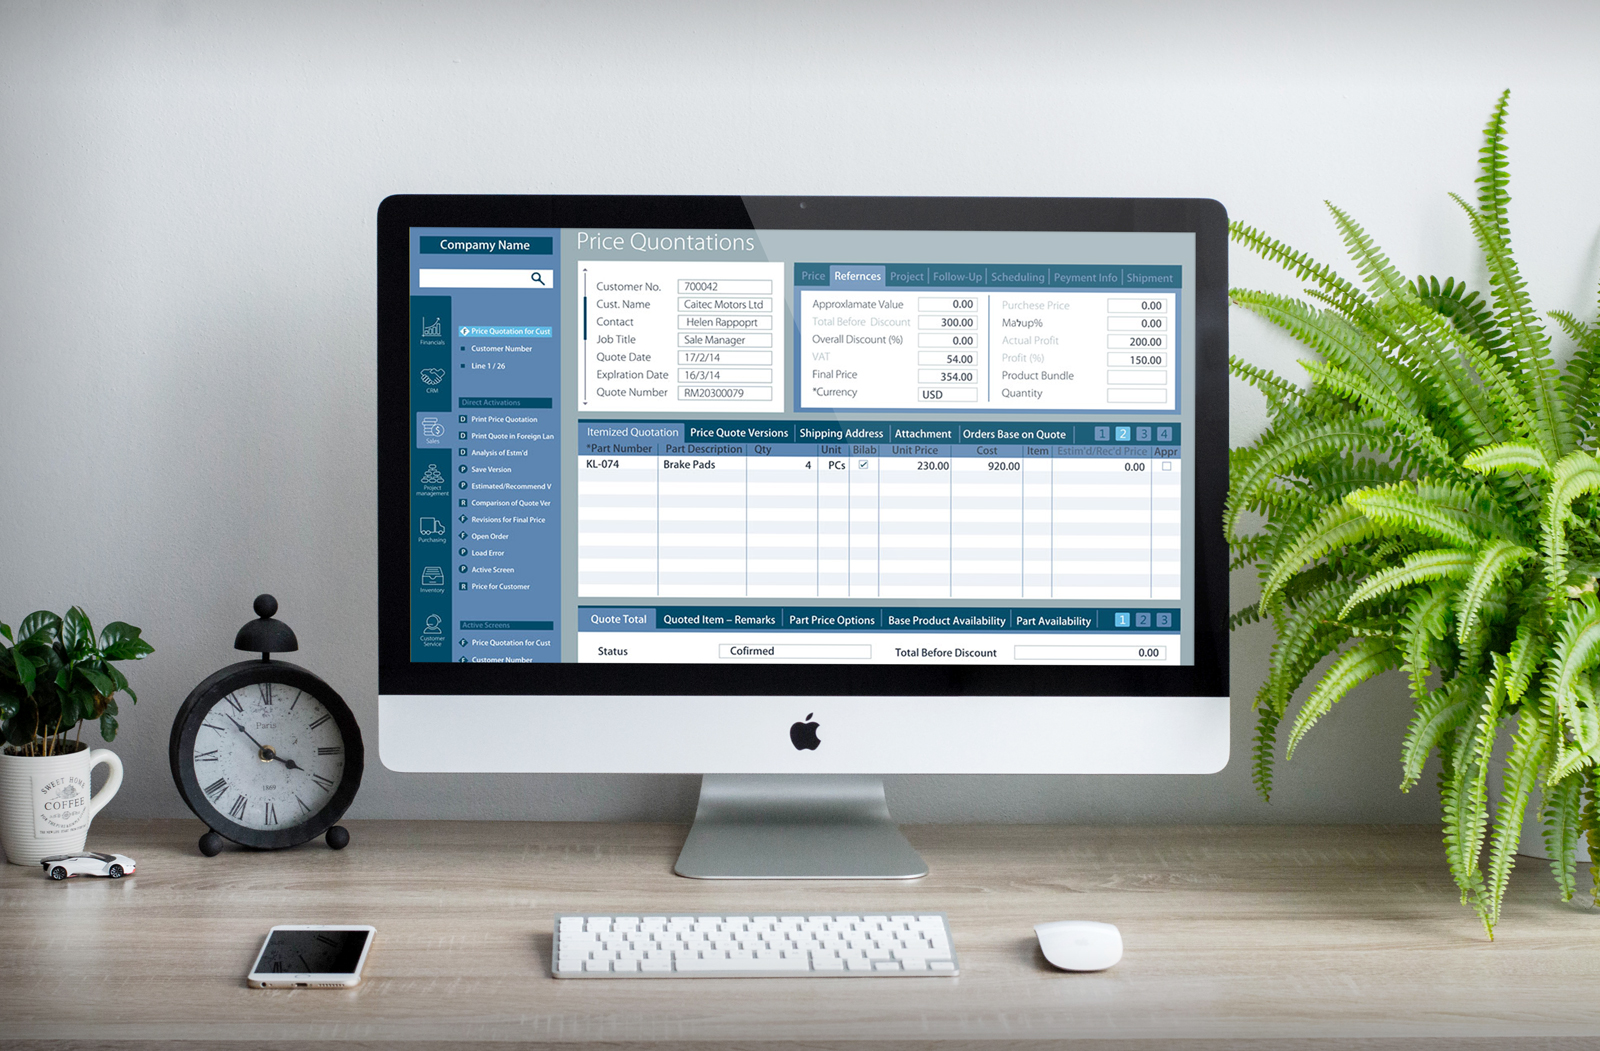 Compamy Name
Financials
CRM
Sales
Project
management
Purchasing
Inventory
Customer
Service
Price Quotation for Cust
Customer Number
Line 1 / 26
Direct Activations
D Print Price Quotation
D Print Quote in Foreign Lan
D Analysis of Estm'd
P Save Version
P Estimated/Recommend V
R Comparison of Quote Ver
F Revisions for Final Price
F Open Order
P Load Error
P Active Screen
R Price for Customer
Active Screens
F Price Quotation for Cust
F Customer Number
Price Quontations
Customer No. 700042
Cust. Name Caitec Motors Ltd
Contact Helen Rappoprt
Job Title Sale Manager
Quote Date 17/2/14
Expiration Date 16/3/14
Quote Number RM20300079
Price Refernces Project Follow-Up Scheduling Peyment Info Shipment
Approxlamate Value 0.00 Purchese Price 0.00
Total Before Discount 300.00 Maלup% 0.00
Overall Discount (%) 0.00 Actual Profit 200.00
VAT 54.00 Profit (%) 150.00
Final Price 354.00 Product Bundle
*Currency USD Quantity
Itemized Quotation Price Quote Versions Shipping Address Attachment Orders Base on Quote 1 2 3 4
*Part Number Part Description Qty Unit Bilab Unit Price Cost Item Estim'd/Rec'd Price Appr
KL-074 Brake Pads 4 PCs 230.00 920.00 0.00
Quote Total Quoted Item – Remarks Part Price Options Base Product Availability Part Availability 1 2 3
Status Cofirmed Total Before Discount 0.00
Paris
1869
SWEET HOME
COFFEE